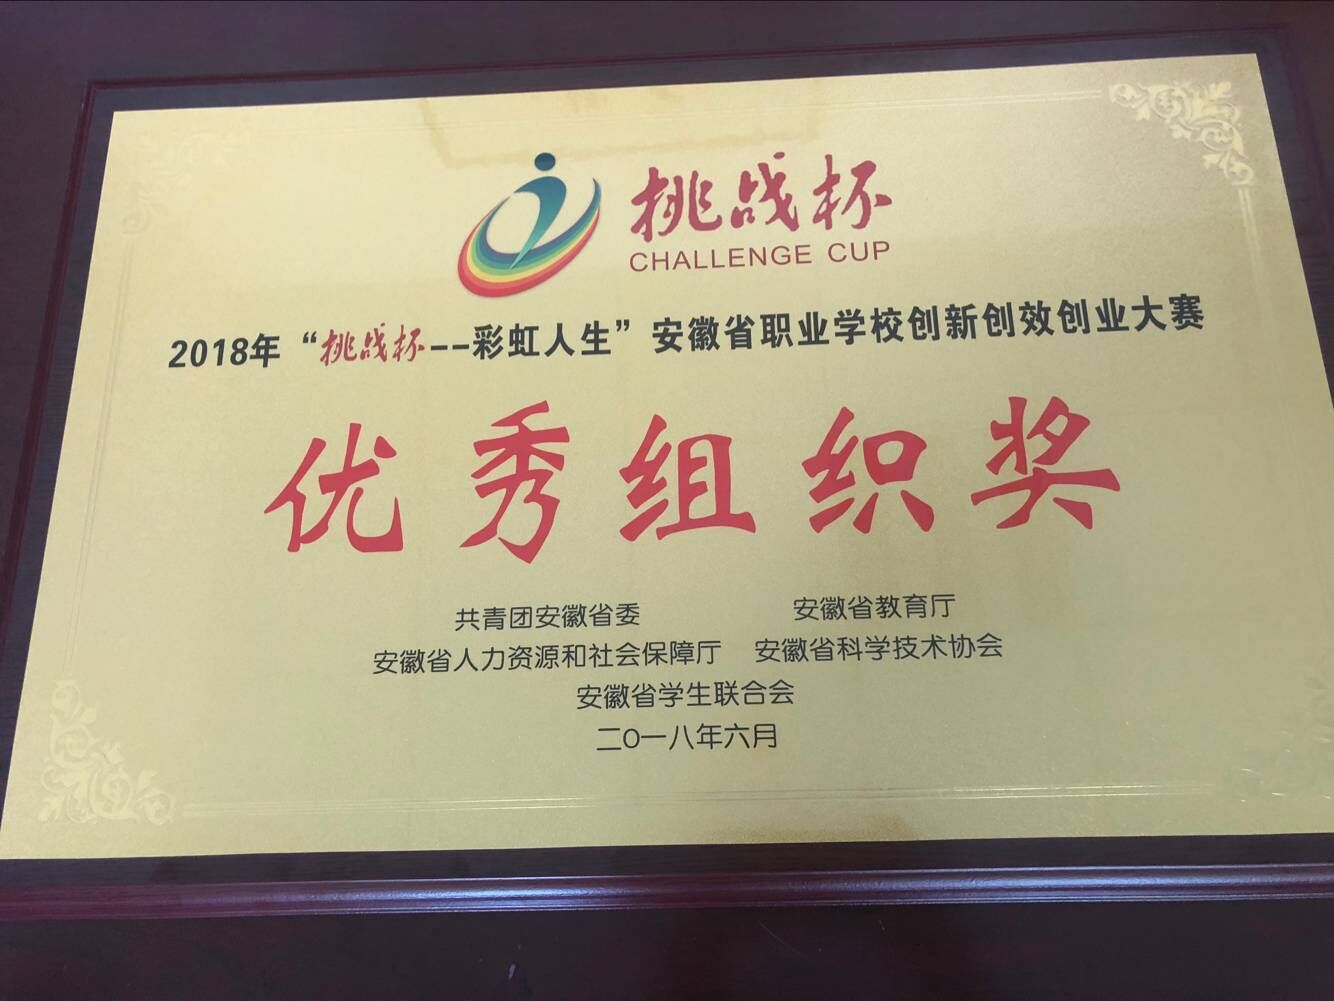 挑战杯
CHALLENGE CUP
2018年“挑战杯--彩虹人生”安徽省职业学校创新创效创业大赛
优秀组织奖
共青团安徽省委 安徽省教育厅
安徽省人力资源和社会保障厅 安徽省科学技术协会
安徽省学生联合会
二O一八年六月